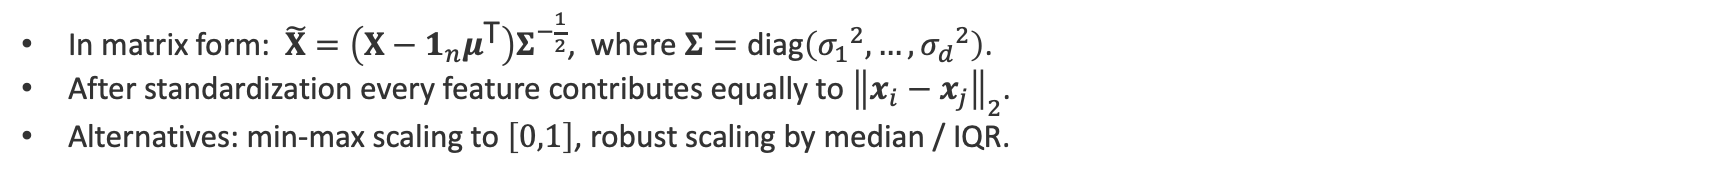 • In matrix form: X̃ = (X − 1ₙμᵀ)Σ^{−1/2}, where Σ = diag(σ₁², …, σ_d²).
• After standardization every feature contributes equally to ‖xᵢ − xⱼ‖₂.
• Alternatives: min-max scaling to [0,1], robust scaling by median / IQR.